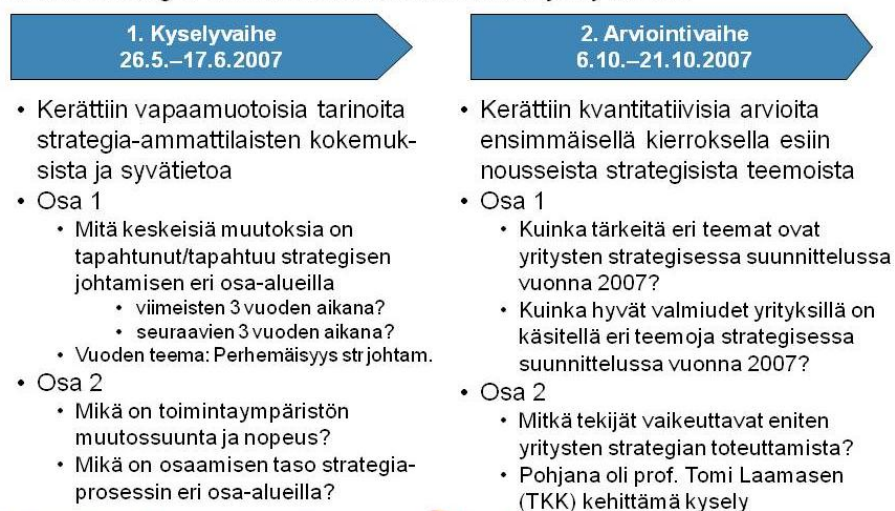 1. Kyselyvaihe
26.5.–17.6.2007
• Kerättiin vapaamuotoisia tarinoita
strategia-ammattilaisten kokemuk-
sista ja syvätietoa
• Osa 1
• Mitä keskeisiä muutoksia on
tapahtunut/tapahtuu strategisen
johtamisen eri osa-alueilla
• viimeisten 3 vuoden aikana?
• seuraavien 3 vuoden aikana?
• Vuoden teema: Perhemäisyys str johtam.
• Osa 2
• Mikä on toimintaympäristön
muutossuunta ja nopeus?
• Mikä on osaamisen taso strategia-
prosessin eri osa-alueilla?
2. Arviointivaihe
6.10.–21.10.2007
• Kerättiin kvantitatiivisia arvioita
ensimmäisellä kierroksella esiin
nousseista strategisista teemoista
• Osa 1
• Kuinka tärkeitä eri teemat ovat
yritysten strategisessa suunnittelussa
vuonna 2007?
• Kuinka hyvät valmiudet yrityksillä on
käsitellä eri teemoja strategisessa
suunnittelussa vuonna 2007?
• Osa 2
• Mitkä tekijät vaikeuttavat eniten
yritysten strategian toteuttamista?
• Pohjana oli prof. Tomi Laamasen
(TKK) kehittämä kysely